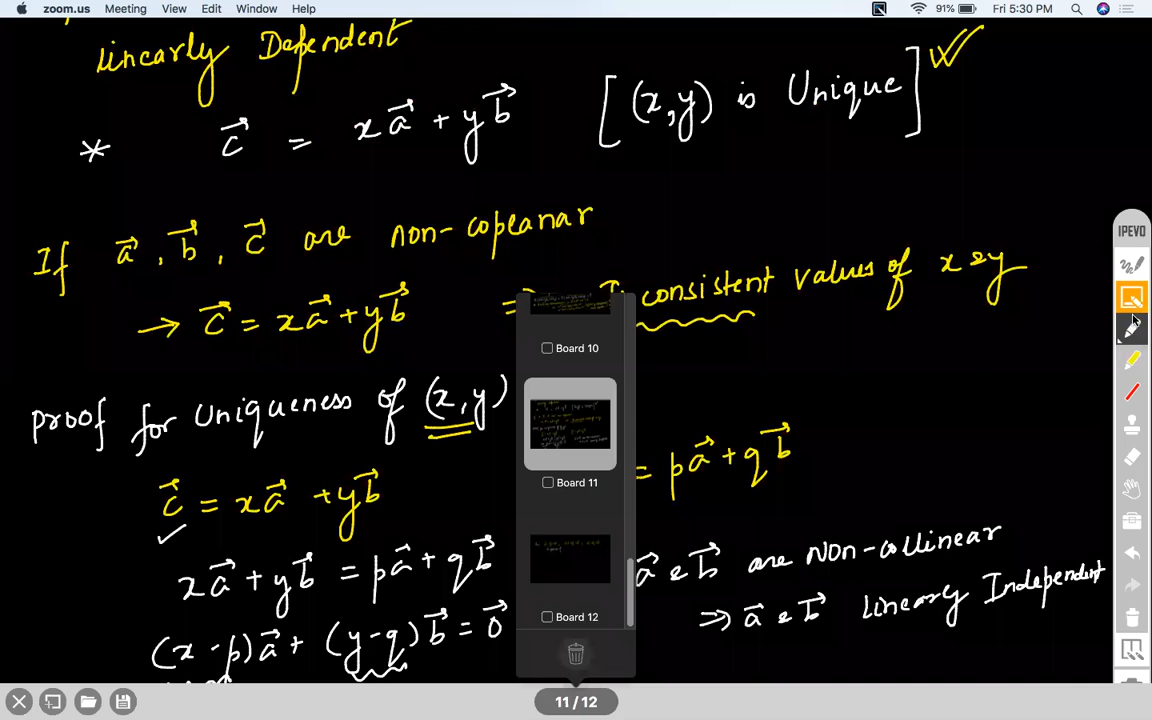 zoom.us Meeting View Edit Window Help 91% Fri 5:30 PM
Linearly Dependent
* c⃗ = xa⃗ + yb⃗ [(x,y) is Unique]
If a⃗, b⃗, c⃗ are non-coplanar
→ c⃗ = xa⃗ + yb⃗ ⇒ consistent values of x & y
Proof for Uniqueness of (x,y)
c⃗ = xa⃗ + yb⃗ = pa⃗ + qb⃗
xa⃗ + yb⃗ = pa⃗ + qb⃗ a⃗ & b⃗ are NON-collinear
⇒ a⃗ & b⃗ Linearly Independent
(x-p)a⃗ + (y-q)b⃗ = 0⃗
Board 10
Board 11
Board 12
11/12
IPEVO